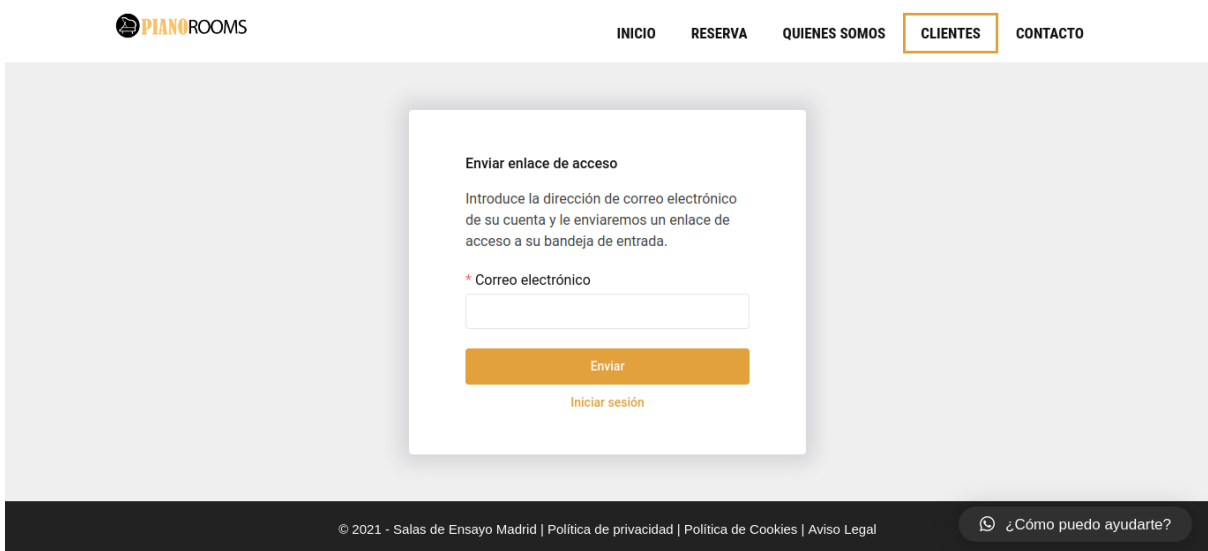 PIANOROOMS
INICIO RESERVA QUIENES SOMOS CLIENTES CONTACTO
Enviar enlace de acceso
Introduce la dirección de correo electrónico
de su cuenta y le enviaremos un enlace de
acceso a su bandeja de entrada.
* Correo electrónico
Enviar
Iniciar sesión
© 2021 - Salas de Ensayo Madrid | Política de privacidad | Política de Cookies | Aviso Legal
¿Cómo puedo ayudarte?